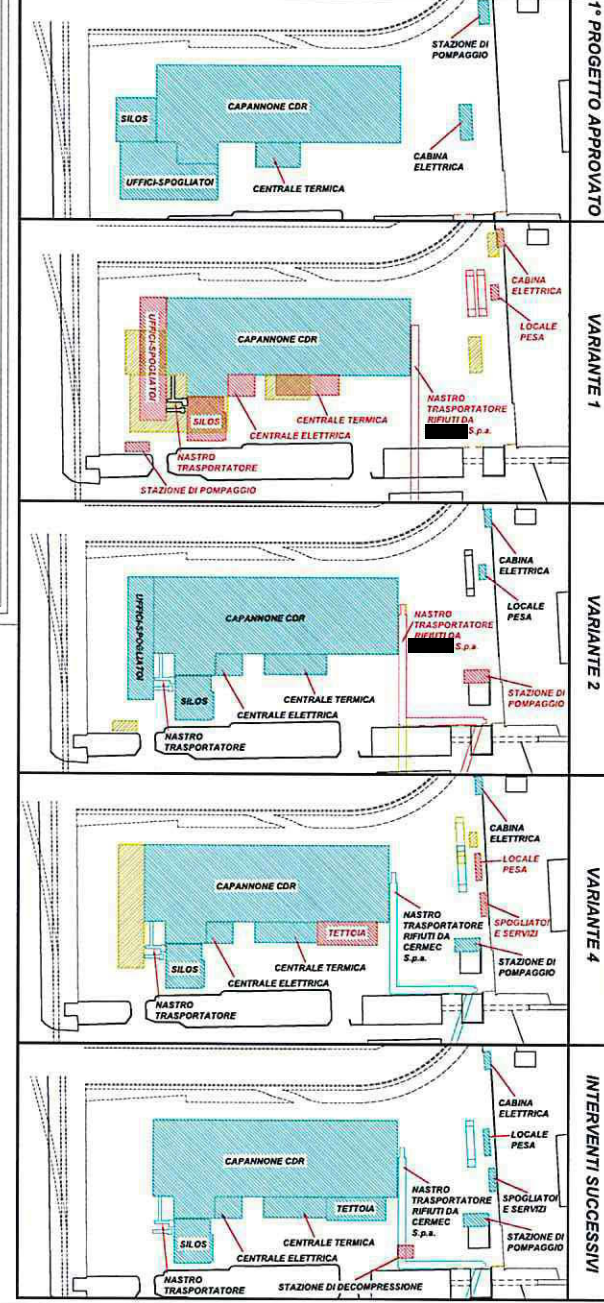 1° PROGETTO APPROVATO
STAZIONE DI
POMPAGGIO
CAPANNONE CDR
SILOS
CABINA
ELETTRICA
UFFICI-SPOGLIATOI
CENTRALE TERMICA
VARIANTE 1
CABINA
ELETTRICA
LOCALE
PESA
UFFICI-SPOGLIATOI
CAPANNONE CDR
NASTRO
TRASPORTATORE
RIFIUTI DA
S.p.a.
SILOS
CENTRALE TERMICA
CENTRALE ELETTRICA
NASTRO
TRASPORTATORE
STAZIONE DI POMPAGGIO
VARIANTE 2
CABINA
ELETTRICA
LOCALE
PESA
UFFICI-SPOGLIATOI
CAPANNONE CDR
NASTRO
TRASPORTATORE
RIFIUTI DA
S.p.a.
STAZIONE DI
POMPAGGIO
SILOS
CENTRALE TERMICA
CENTRALE ELETTRICA
NASTRO
TRASPORTATORE
VARIANTE 4
CABINA
ELETTRICA
LOCALE
PESA
CAPANNONE CDR
SPOGLIATOI
E SERVIZI
NASTRO
TRASPORTATORE
RIFIUTI DA
CERMEC
S.p.a.
TETTOIA
STAZIONE DI
POMPAGGIO
SILOS
CENTRALE TERMICA
CENTRALE ELETTRICA
NASTRO
TRASPORTATORE
INTERVENTI SUCCESSIVI
CABINA
ELETTRICA
LOCALE
PESA
CAPANNONE CDR
NASTRO
TRASPORTATORE
RIFIUTI DA
CERMEC
S.p.a.
SPOGLIATOI
E SERVIZI
TETTOIA
STAZIONE DI
POMPAGGIO
SILOS
CENTRALE TERMICA
CENTRALE ELETTRICA
NASTRO
TRASPORTATORE
STAZIONE DI DECOMPRESSIONE